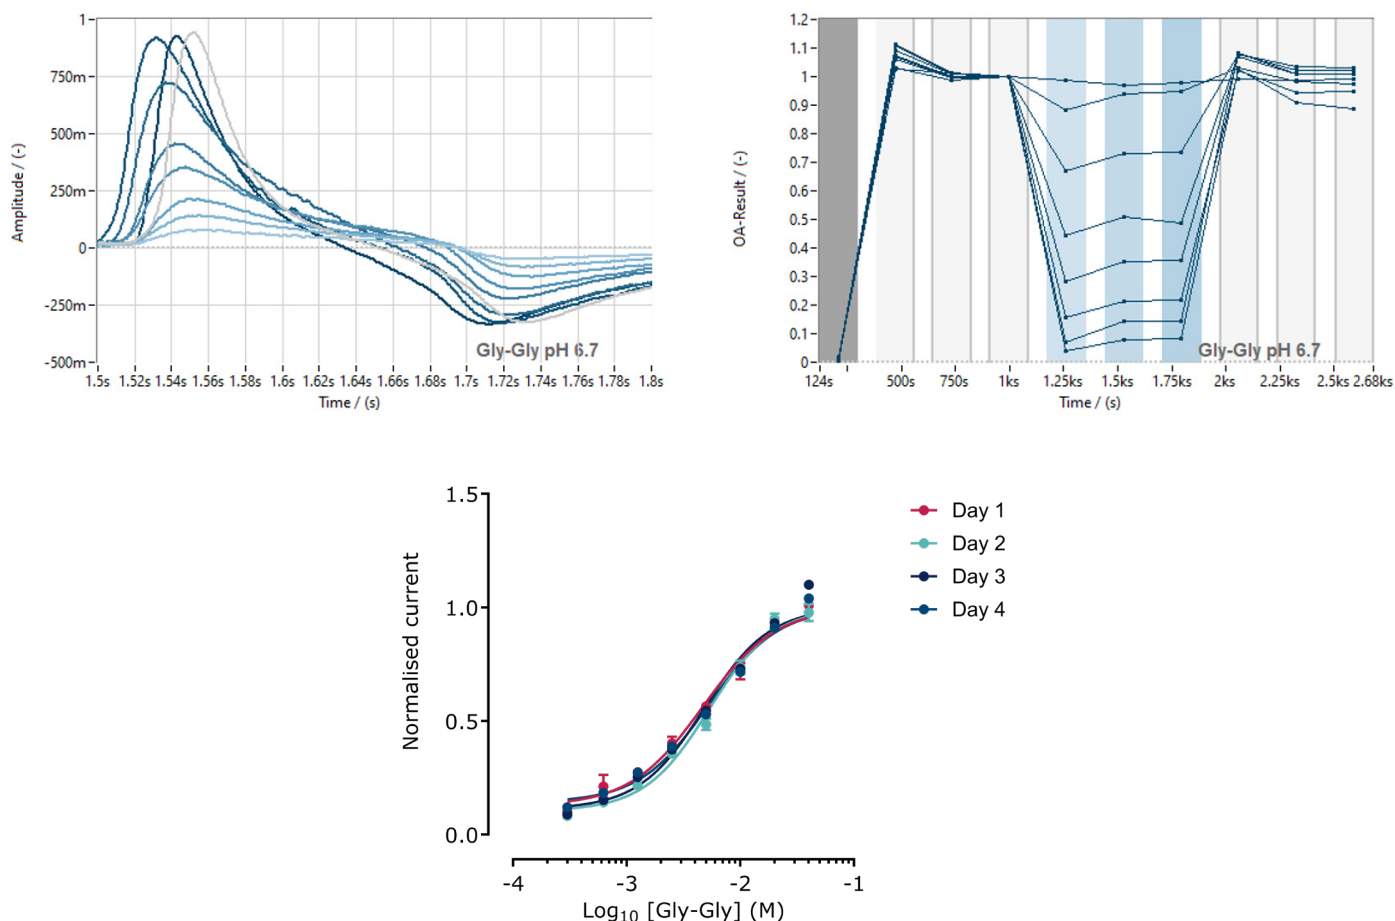 1
750m
500m
250m
0
-250m
-500m
Amplitude / (-)
Gly-Gly pH 6.7
1.5s 1.52s 1.54s 1.56s 1.58s 1.6s 1.62s 1.64s 1.66s 1.68s 1.7s 1.72s 1.74s 1.76s 1.78s 1.8s
Time / (s)
1.2
1.1
1
0.9
0.8
0.7
0.6
0.5
0.4
0.3
0.2
0.1
0
OA-Result / (-)
Gly-Gly pH 6.7
124s 500s 750s 1ks 1.25ks 1.5ks 1.75ks 2ks 2.25ks 2.5ks 2.68ks
Time / (s)
1.5
1.0
0.5
0.0
Normalised current
Day 1
Day 2
Day 3
Day 4
-4 -3 -2 -1
Log₁₀ [Gly-Gly] (M)